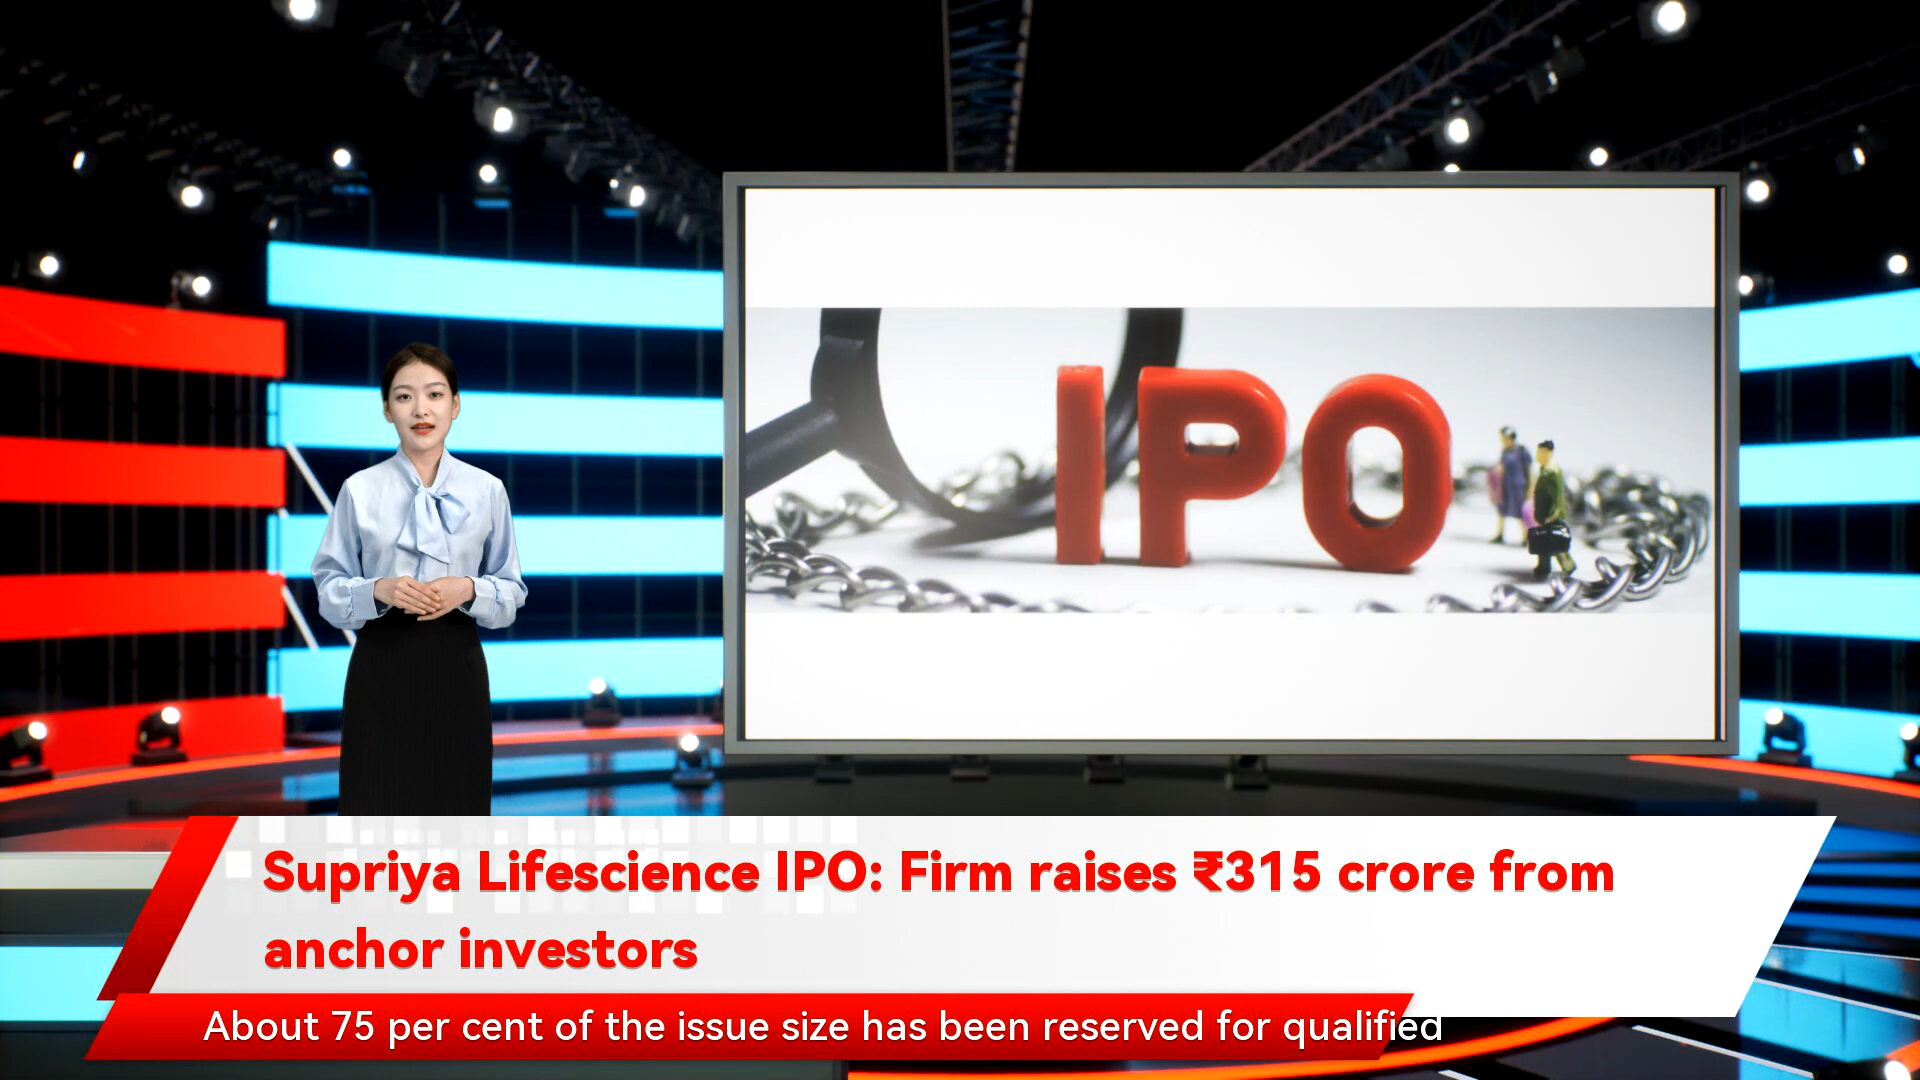 IPO
Supriya Lifescience IPO: Firm raises ₹315 crore from
anchor investors
About 75 per cent of the issue size has been reserved for qualified